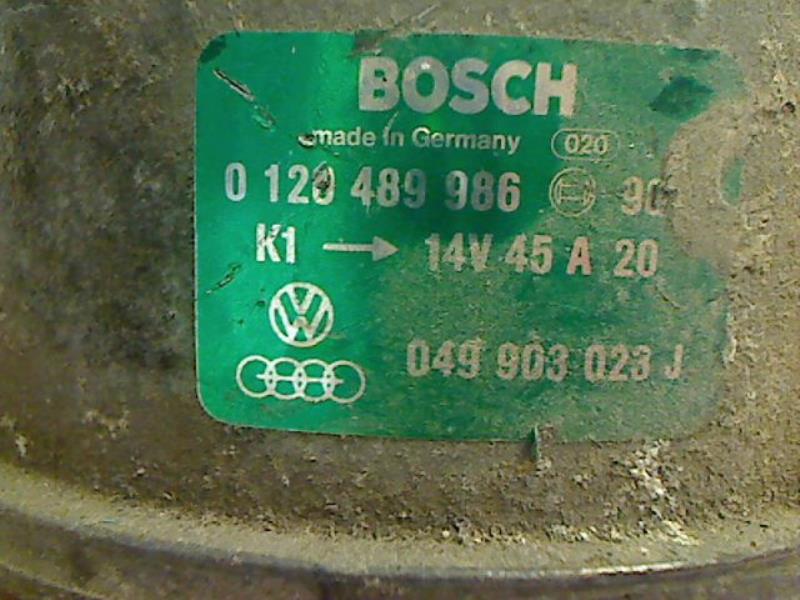 BOSCH
made in Germany 020
0 120 489 986
K1 → 14V 45 A 20
049 903 023 J